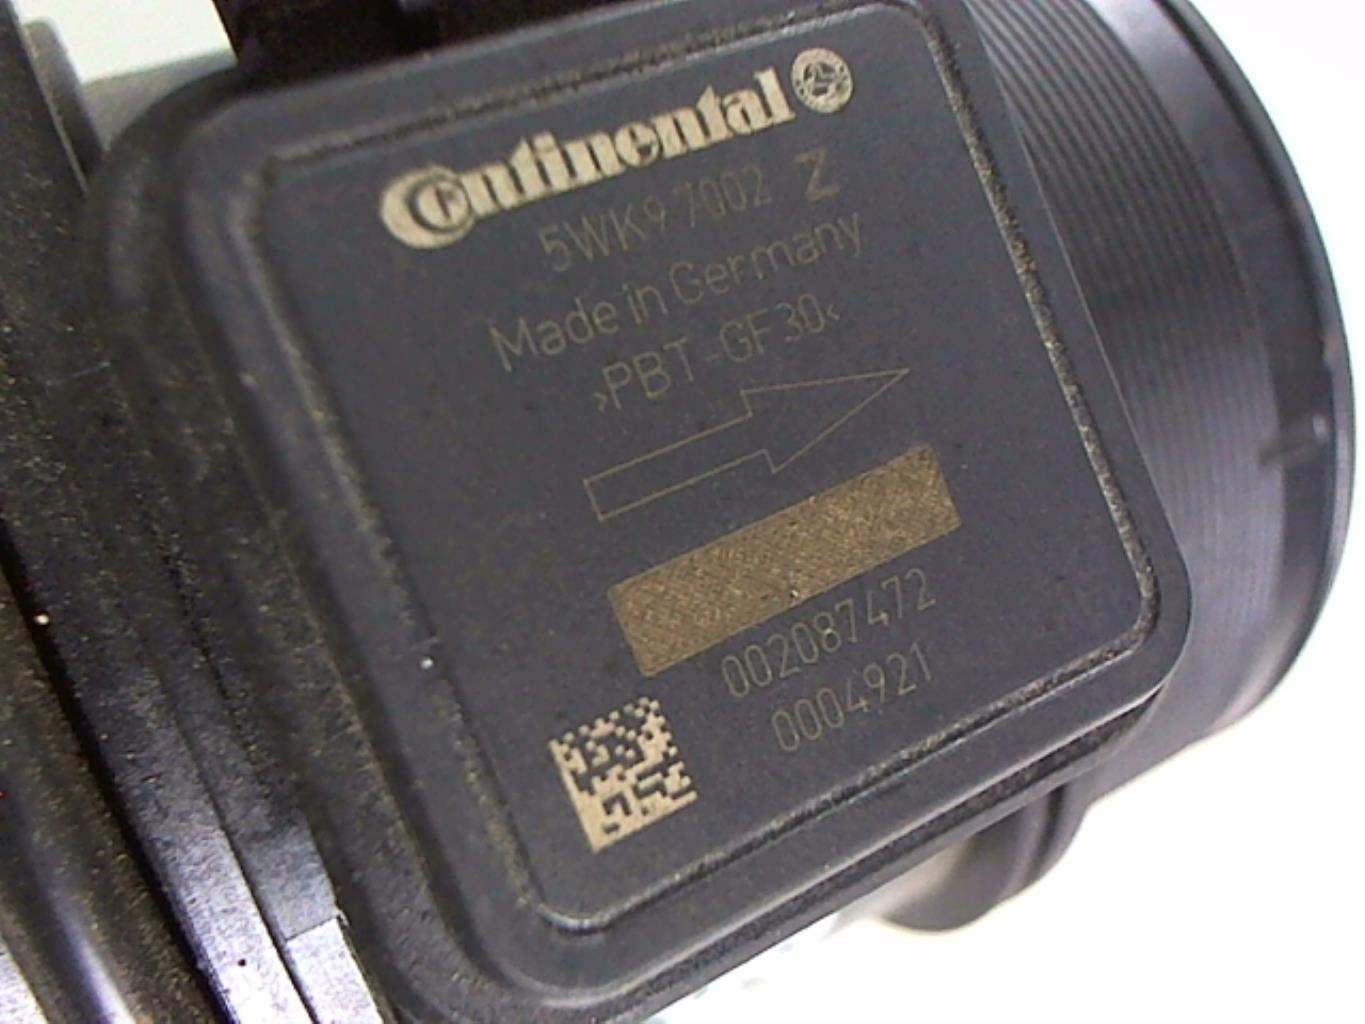 Continental
5WK9 7002 Z
Made in Germany
>PBT-GF30<
002087472
0004921